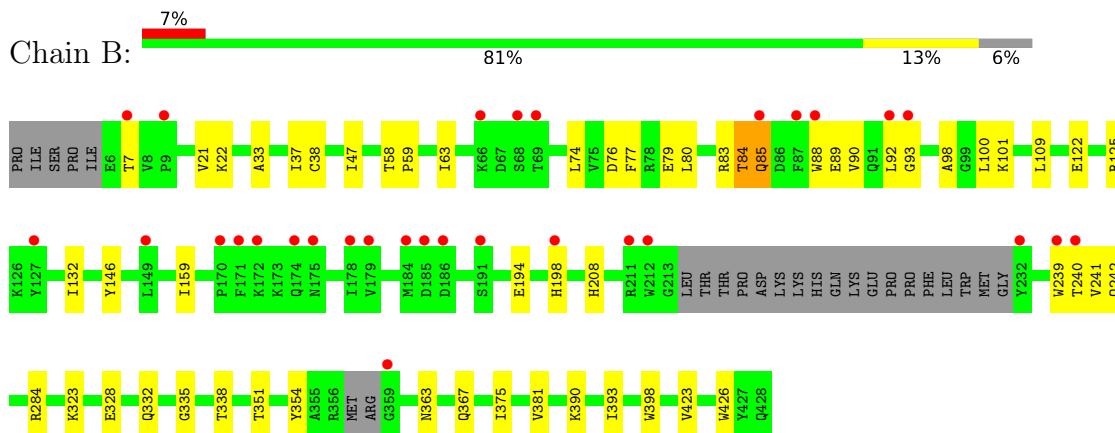 7%
Chain B:
81% 13% 6%
PRO ILE SER PRO ILE E6 T7 V8 P9 V21 K22 A33 I37 C38 I47 T58 P59 I63 K66 D67 S68 T69 L74 V75 D76 F77 R78 E79 L80 R83 T84 Q85 D86 F87 W88 E89 V90 Q91 L92 G93 A98 G99 L100 K101 L109 E122
K126 Y127 I132 Y146 L149 I159 P170 F171 K172 K173 Q174 N175 I178 V179 M184 D185 D186 S191 E194 H198 H208 R211 W212 G213 LEU THR THR PRO ASP LYS LYS HIS GLN LYS GLU PRO PRO PHE LEU TRP MET GLY Y232 W239 T240 V241
R284 K323 E328 Q332 G335 T338 T351 Y354 A355 R356 MET ARG G359 N363 Q367 I375 V381 K390 I393 W398 V423 W426 Y427 Q428